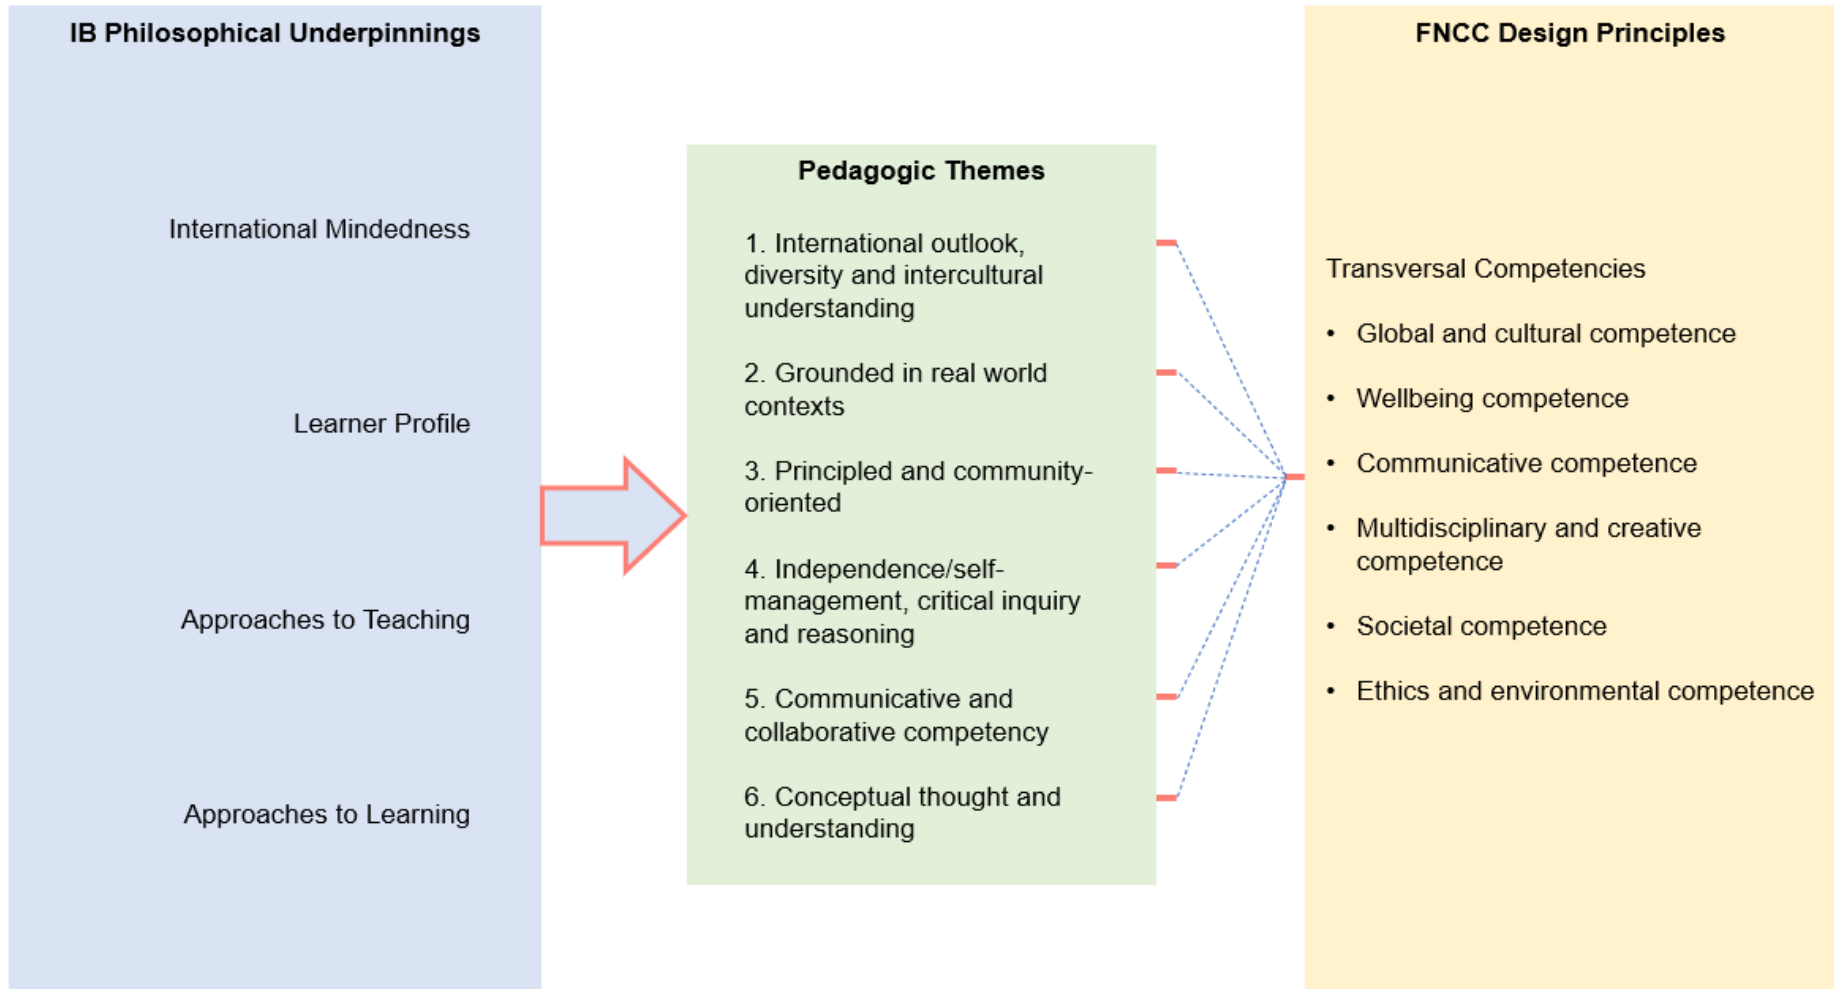 IB Philosophical Underpinnings
International Mindedness
Learner Profile
Approaches to Teaching
Approaches to Learning
Pedagogic Themes
1. International outlook,
diversity and intercultural
understanding
2. Grounded in real world
contexts
3. Principled and community-
oriented
4. Independence/self-
management, critical inquiry
and reasoning
5. Communicative and
collaborative competency
6. Conceptual thought and
understanding
FNCC Design Principles
Transversal Competencies
• Global and cultural competence
• Wellbeing competence
• Communicative competence
• Multidisciplinary and creative
competence
• Societal competence
• Ethics and environmental competence